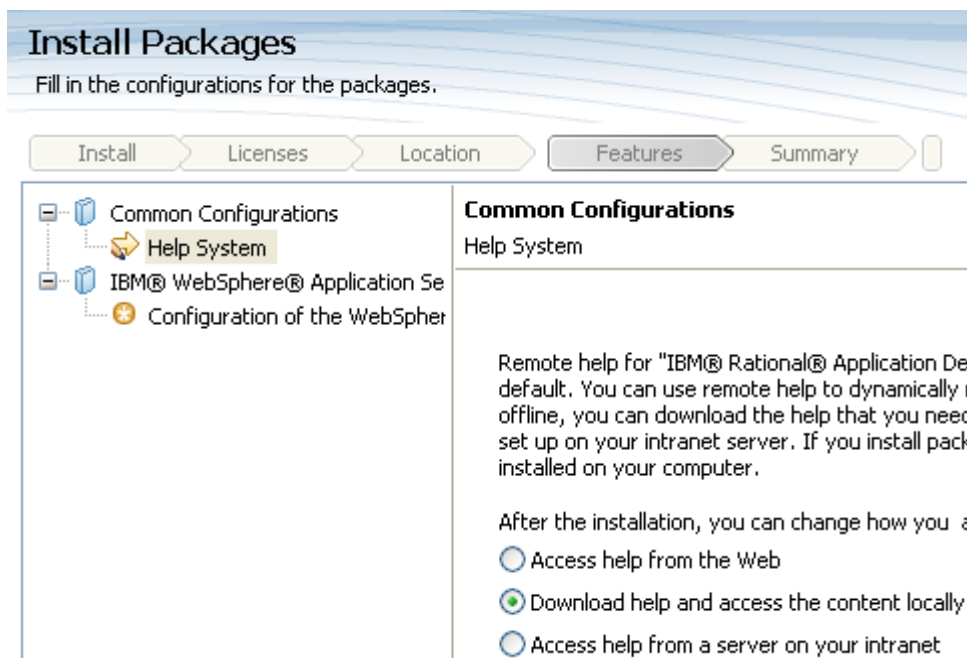 Install Packages
Fill in the configurations for the packages.
Install
Licenses
Location
Features
Summary
Common Configurations
Help System
IBM® WebSphere® Application Se
Configuration of the WebSpher
Common Configurations
Help System
Remote help for "IBM® Rational® Application De
default. You can use remote help to dynamically
offline, you can download the help that you need
set up on your intranet server. If you install pack
installed on your computer.
After the installation, you can change how you a
Access help from the Web
Download help and access the content locally
Access help from a server on your intranet